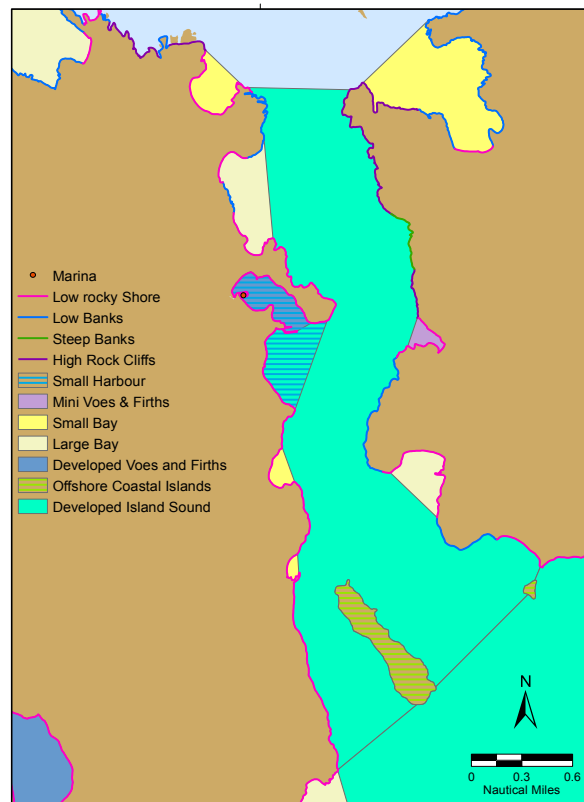 Marina
Low rocky Shore
Low Banks
Steep Banks
High Rock Cliffs
Small Harbour
Mini Voes & Firths
Small Bay
Large Bay
Developed Voes and Firths
Offshore Coastal Islands
Developed Island Sound
N
0 0.3 0.6
Nautical Miles